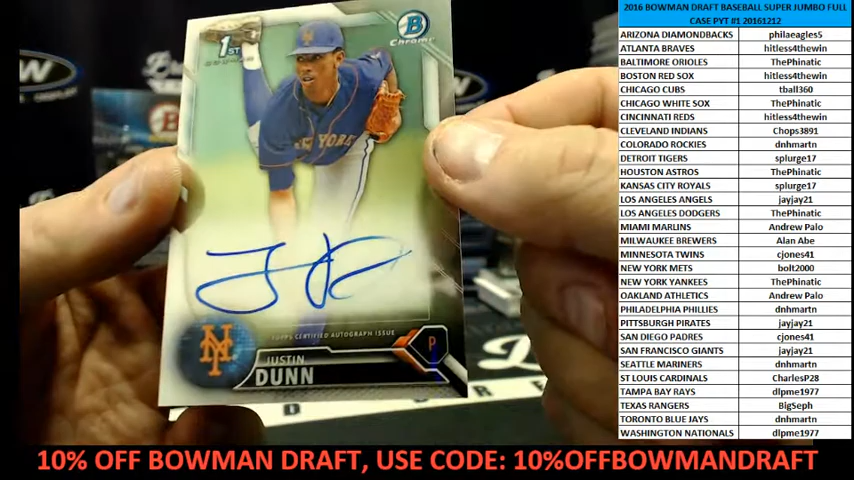 1ST
BOWMAN
B
Chrome
NEW YORK
TOPPS CERTIFIED AUTOGRAPH ISSUE
P
JUSTIN
DUNN
2016 BOWMAN DRAFT BASEBALL SUPER JUMBO FULL
CASE PYT #1 20161212
ARIZONA DIAMONDBACKS philaeagles5
ATLANTA BRAVES hitless4thewin
BALTIMORE ORIOLES ThePhinatic
BOSTON RED SOX hitless4thewin
CHICAGO CUBS tball360
CHICAGO WHITE SOX ThePhinatic
CINCINNATI REDS hitless4thewin
CLEVELAND INDIANS Chops3891
COLORADO ROCKIES dnhmartn
DETROIT TIGERS splurge17
HOUSTON ASTROS ThePhinatic
KANSAS CITY ROYALS splurge17
LOS ANGELES ANGELS jayjay21
LOS ANGELES DODGERS ThePhinatic
MIAMI MARLINS Andrew Palo
MILWAUKEE BREWERS Alan Abe
MINNESOTA TWINS cjones41
NEW YORK METS bolt2000
NEW YORK YANKEES ThePhinatic
OAKLAND ATHLETICS Andrew Palo
PHILADELPHIA PHILLIES dnhmartn
PITTSBURGH PIRATES jayjay21
SAN DIEGO PADRES cjones41
SAN FRANCISCO GIANTS jayjay21
SEATTLE MARINERS dnhmartn
ST LOUIS CARDINALS CharlesP28
TAMPA BAY RAYS dlpme1977
TEXAS RANGERS BigSeph
TORONTO BLUE JAYS dnhmartn
WASHINGTON NATIONALS dlpme1977
10% OFF BOWMAN DRAFT, USE CODE: 10%OFFBOWMANDRAFT